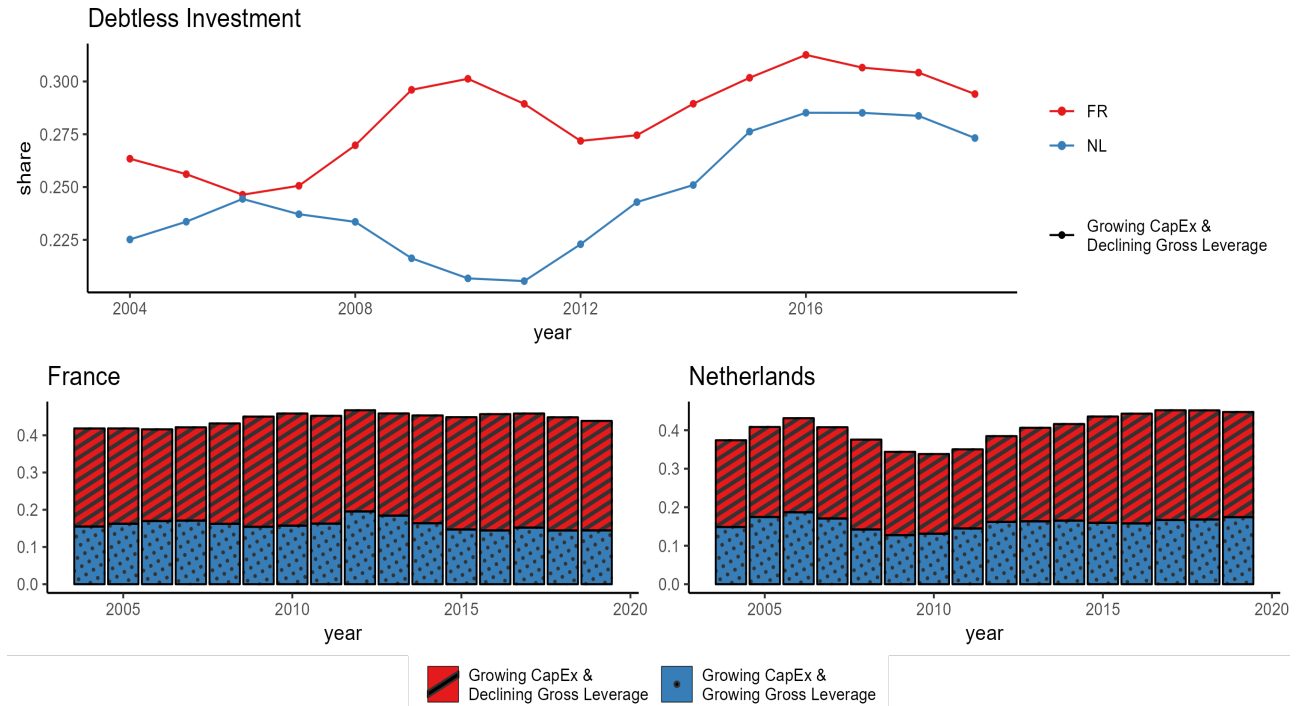 Debtless Investment
share
0.300
0.275
0.250
0.225
2004
2008
2012
2016
year
FR
NL
Growing CapEx &
Declining Gross Leverage
France
0.4
0.3
0.2
0.1
0.0
2005
2010
2015
2020
year
Netherlands
0.4
0.3
0.2
0.1
0.0
2005
2010
2015
2020
year
Growing CapEx &
Declining Gross Leverage
Growing CapEx &
Growing Gross Leverage